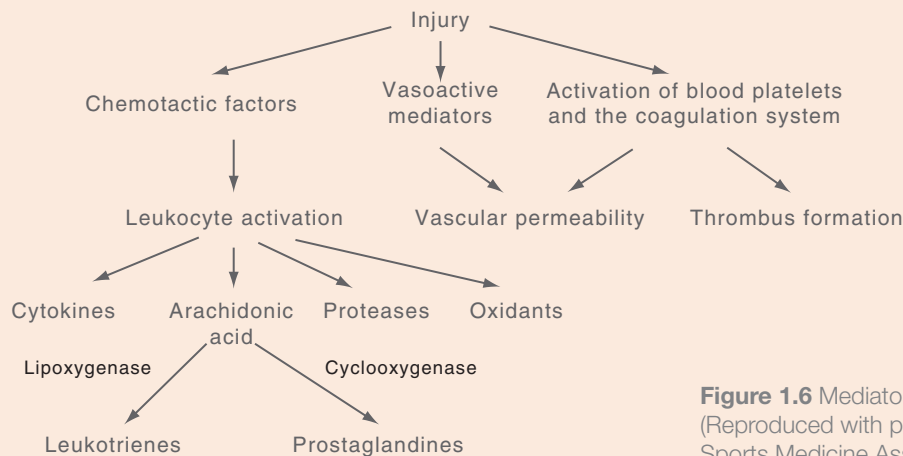 Injury
Chemotactic factors
Vasoactive
mediators
Activation of blood platelets
and the coagulation system
Leukocyte activation
Vascular permeability
Thrombus formation
Cytokines
Arachidonic
acid
Proteases
Oxidants
Lipoxygenase
Cyclooxygenase
Leukotrienes
Prostaglandines
Figure 1.6 Mediato
(Reproduced with p
Sports Medicine Ass